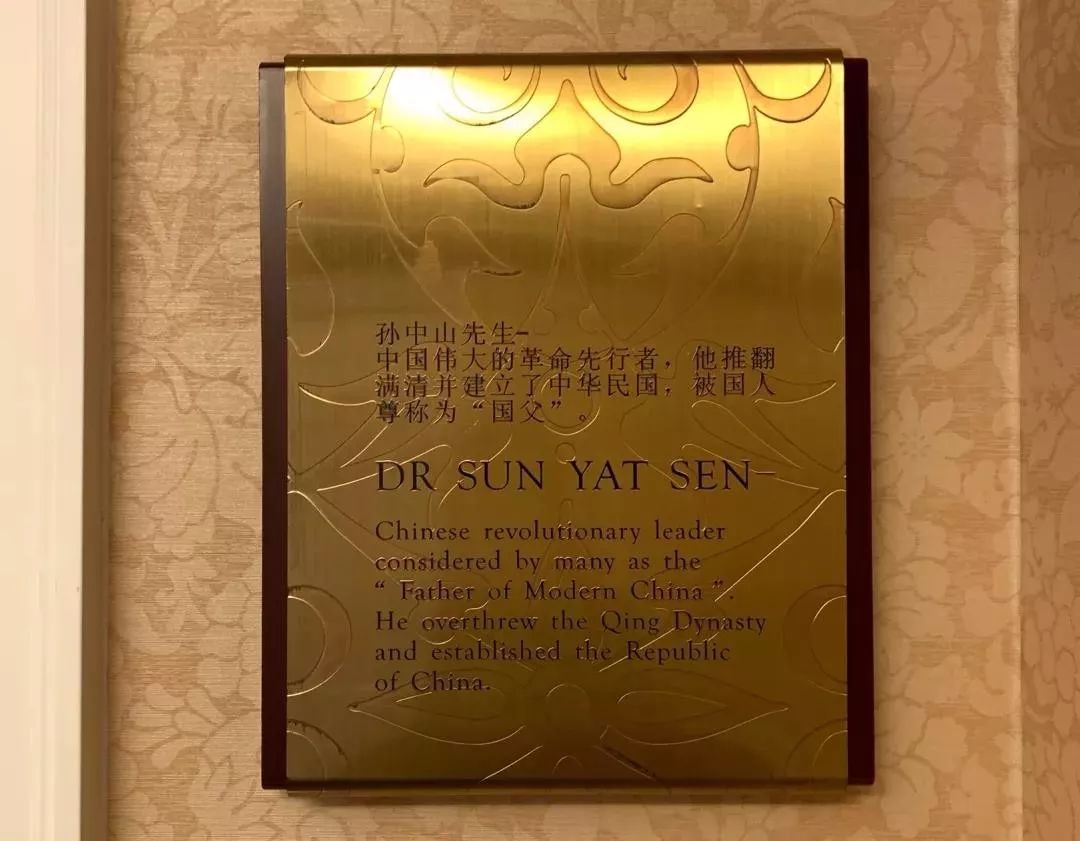 孙中山先生-
中国伟大的革命先行者，他推翻
满清并建立了中华民国，被国人
尊称为“国父”。
DR SUN YAT SEN-
Chinese revolutionary leader
considered by many as the
“ Father of Modern China ”.
He overthrew the Qing Dynasty
and established the Republic
of China.